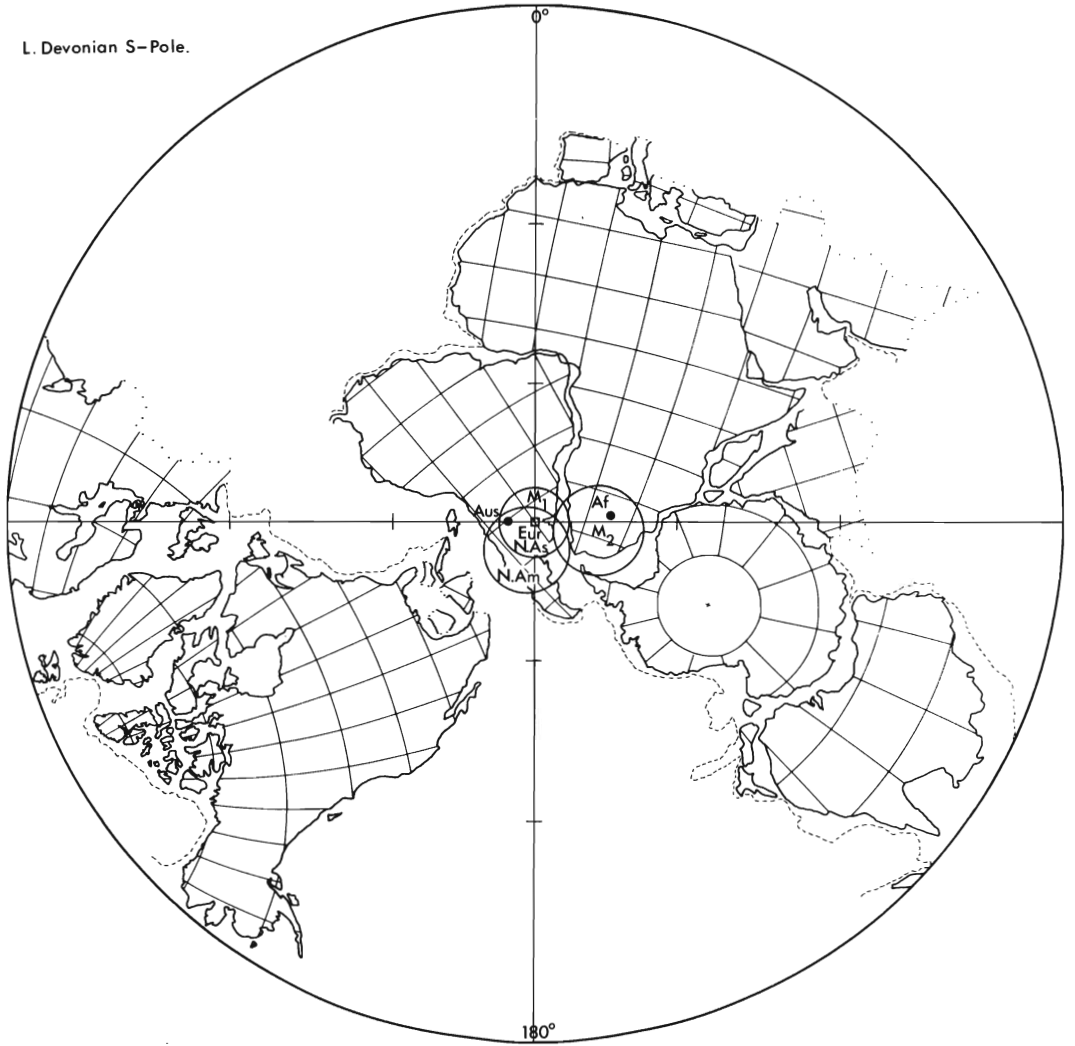 0°
L. Devonian S–Pole.
M1
Af
Aus
M2
Eur
N.As
N.Am
180°